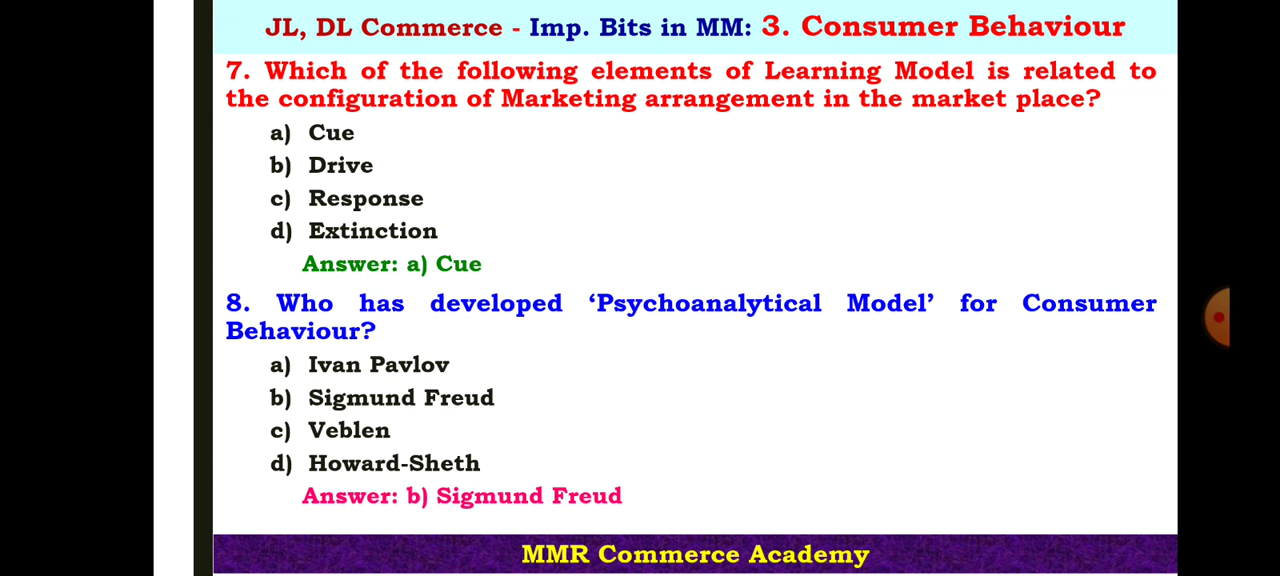 JL, DL Commerce - Imp. Bits in MM: 3. Consumer Behaviour
7. Which of the following elements of Learning Model is related to
the configuration of Marketing arrangement in the market place?
a) Cue
b) Drive
c) Response
d) Extinction
Answer: a) Cue
8. Who has developed ‘Psychoanalytical Model’ for Consumer
Behaviour?
a) Ivan Pavlov
b) Sigmund Freud
c) Veblen
d) Howard-Sheth
Answer: b) Sigmund Freud
MMR Commerce Academy